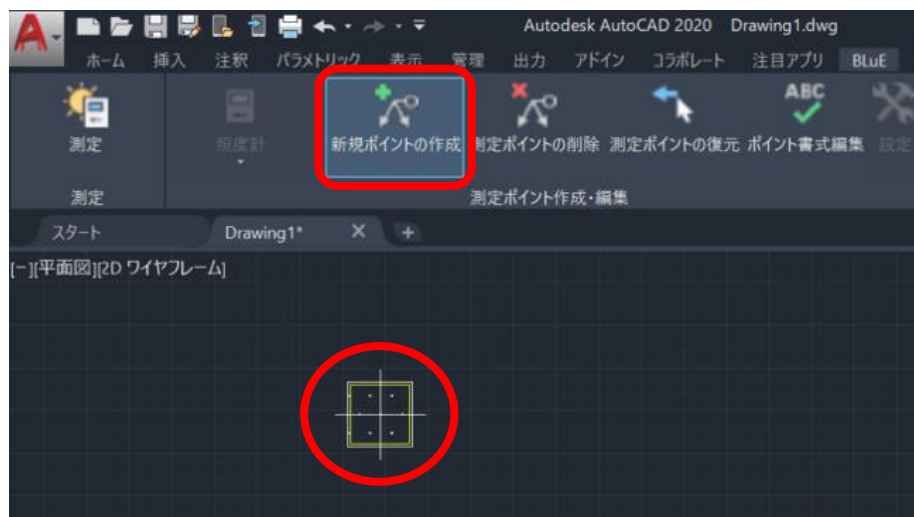 Autodesk AutoCAD 2020 Drawing1.dwg
ホーム 挿入 注釈 パラメトリック 表示 管理 出力 アドイン コラボレート 注目アプリ BLuE
ABC
測定 照度計 新規ポイントの作成 測定ポイントの削除 測定ポイントの復元 ポイント書式編集 設定
測定 測定ポイント作成・編集
スタート Drawing1* × +
[-][平面図][2D ワイヤフレーム]